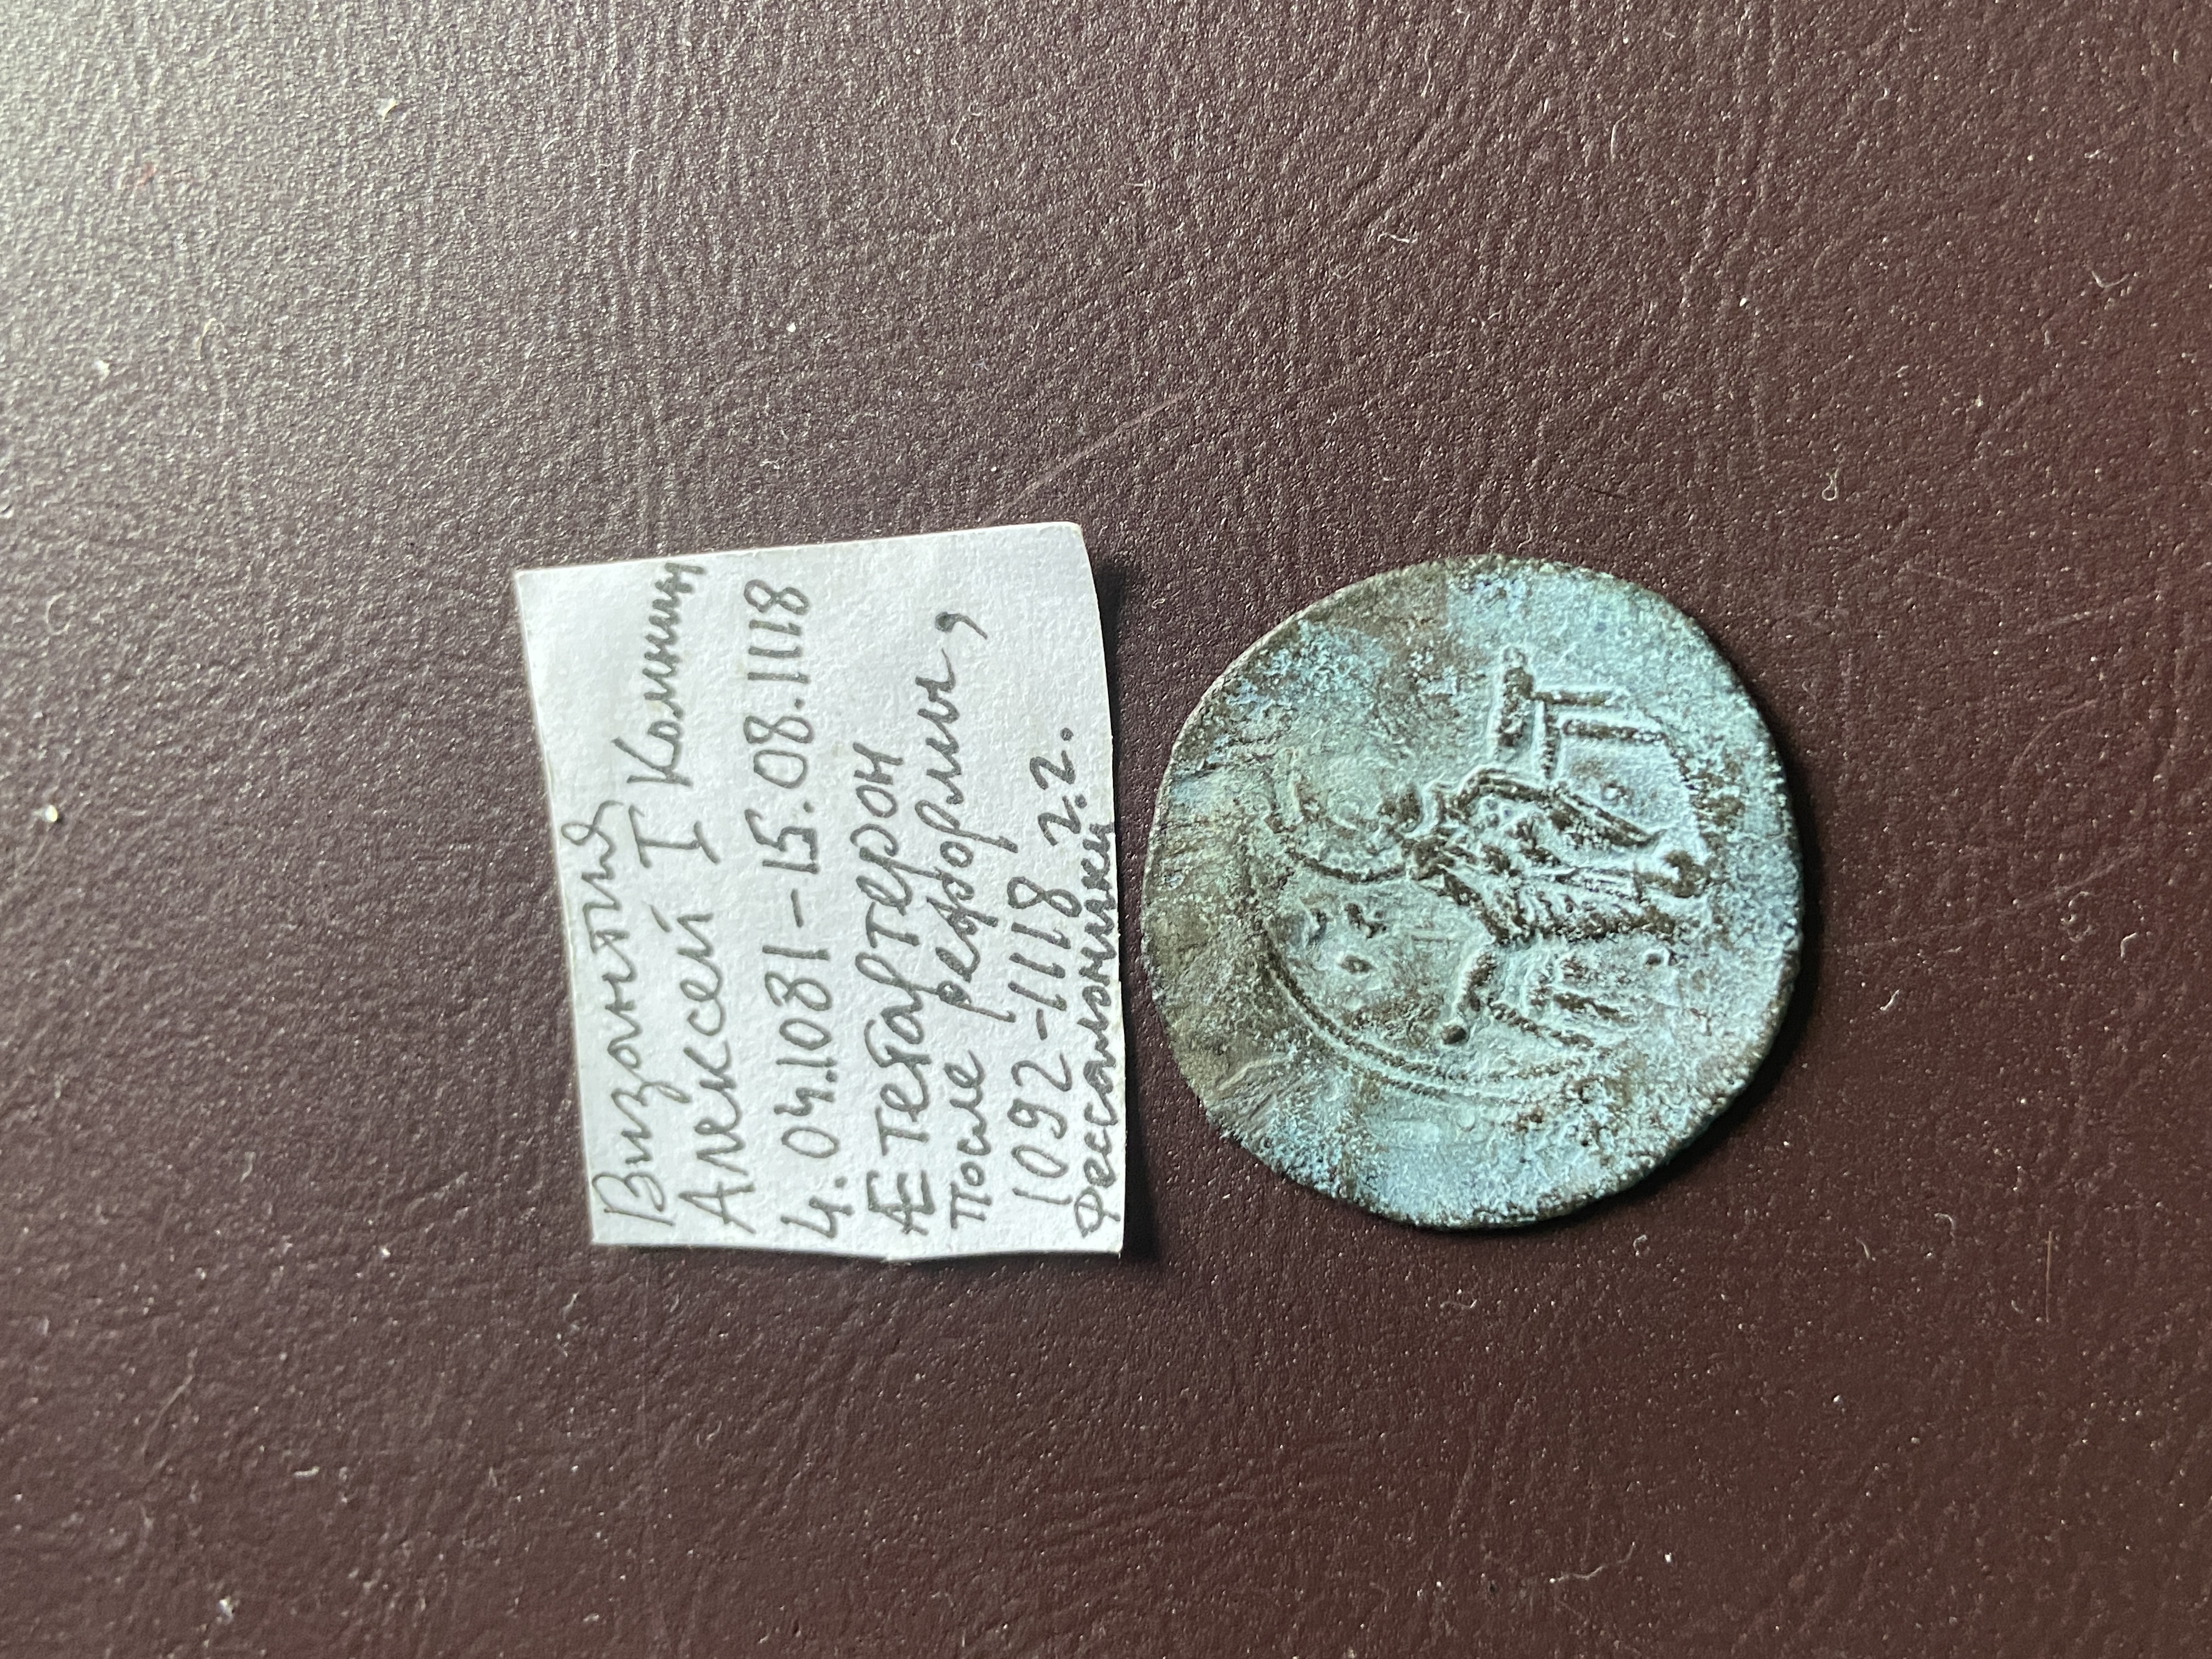 Византия
Алексей I Комнин
4.04.1081-15.08.1118
Æ тетартерон
после реформы,
1092-1118 г.г.
Фессалоники